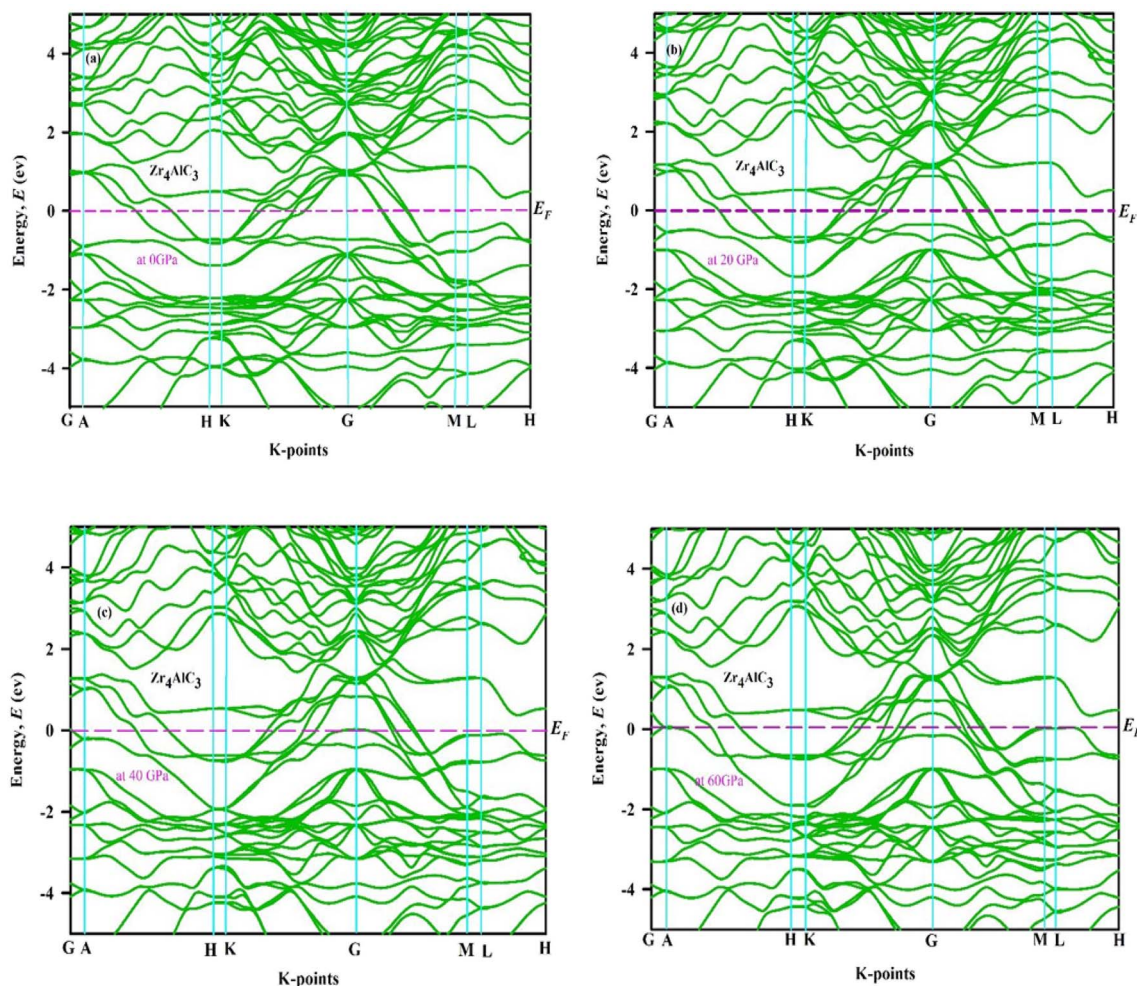 (a)
4
2
0
-2
-4
Energy, E (ev)
Zr4AlC3
at 0GPa
EF
G A H K G M L H
K-points
(b)
4
2
0
-2
-4
Energy, E (ev)
Zr4AlC3
at 20 GPa
EF
G A H K G M L H
K-points
(c)
4
2
0
-2
-4
Energy, E (ev)
Zr4AlC3
at 40 GPa
EF
G A H K G M L H
K-points
(d)
4
2
0
-2
-4
Energy, E (ev)
Zr4AlC3
at 60GPa
G A H K G M L H
K-points